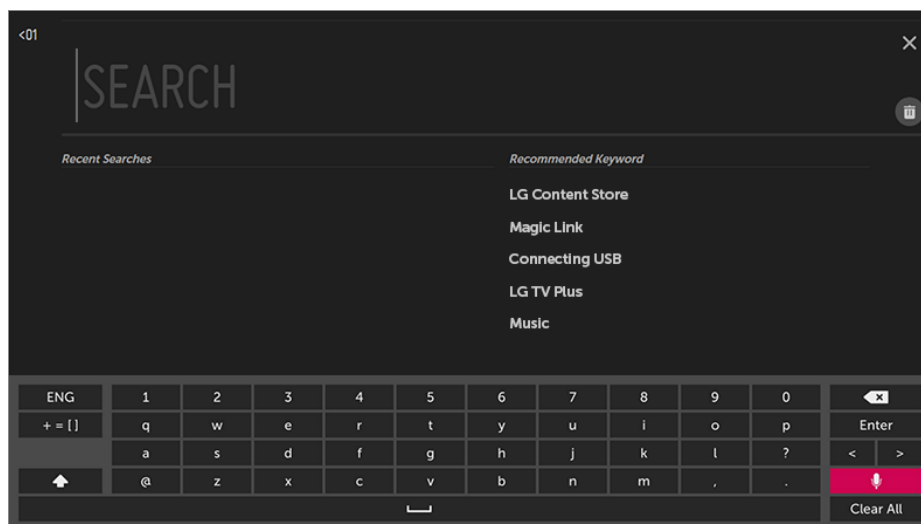 <01
SEARCH
Recent Searches
Recommended Keyword
LG Content Store
Magic Link
Connecting USB
LG TV Plus
Music
ENG 1 2 3 4 5 6 7 8 9 0
+ = [ ] q w e r t y u i o p Enter
a s d f g h j k l ? < >
@ z x c v b n m , .
Clear All